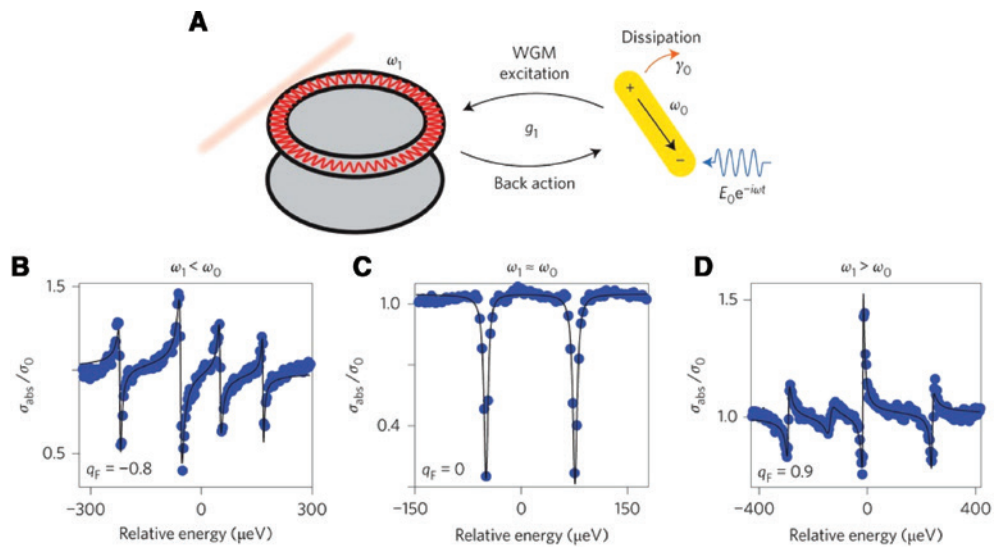 A
ω₁
WGM
excitation
g₁
Back action
Dissipation
γ₀
+
ω₀
−
E₀e⁻ⁱʷᵗ
B
ω₁ < ω₀
σabs/σ₀
1.5
1.0
0.5
qF = −0.8
−300
0
300
Relative energy (μeV)
C
ω₁ ≈ ω₀
σabs/σ₀
1.0
0.4
qF = 0
−150
0
150
Relative energy (μeV)
D
ω₁ > ω₀
σabs/σ₀
1.5
1.0
qF = 0.9
−400
0
400
Relative energy (μeV)